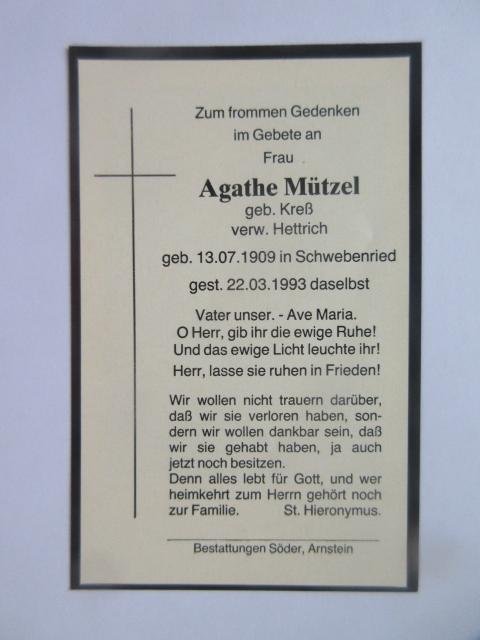 Zum frommen Gedenken
im Gebete an
Frau
Agathe Mützel
geb. Kreß
verw. Hettrich
geb. 13.07.1909 in Schwebenried
gest. 22.03.1993 daselbst
Vater unser. - Ave Maria.
O Herr, gib ihr die ewige Ruhe!
Und das ewige Licht leuchte ihr!
Herr, lasse sie ruhen in Frieden!
Wir wollen nicht trauern darüber,
daß wir sie verloren haben, son-
dern wir wollen dankbar sein, daß
wir sie gehabt haben, ja auch
jetzt noch besitzen.
Denn alles lebt für Gott, und wer
heimkehrt zum Herrn gehört noch
zur Familie. St. Hieronymus.
Bestattungen Söder, Arnstein